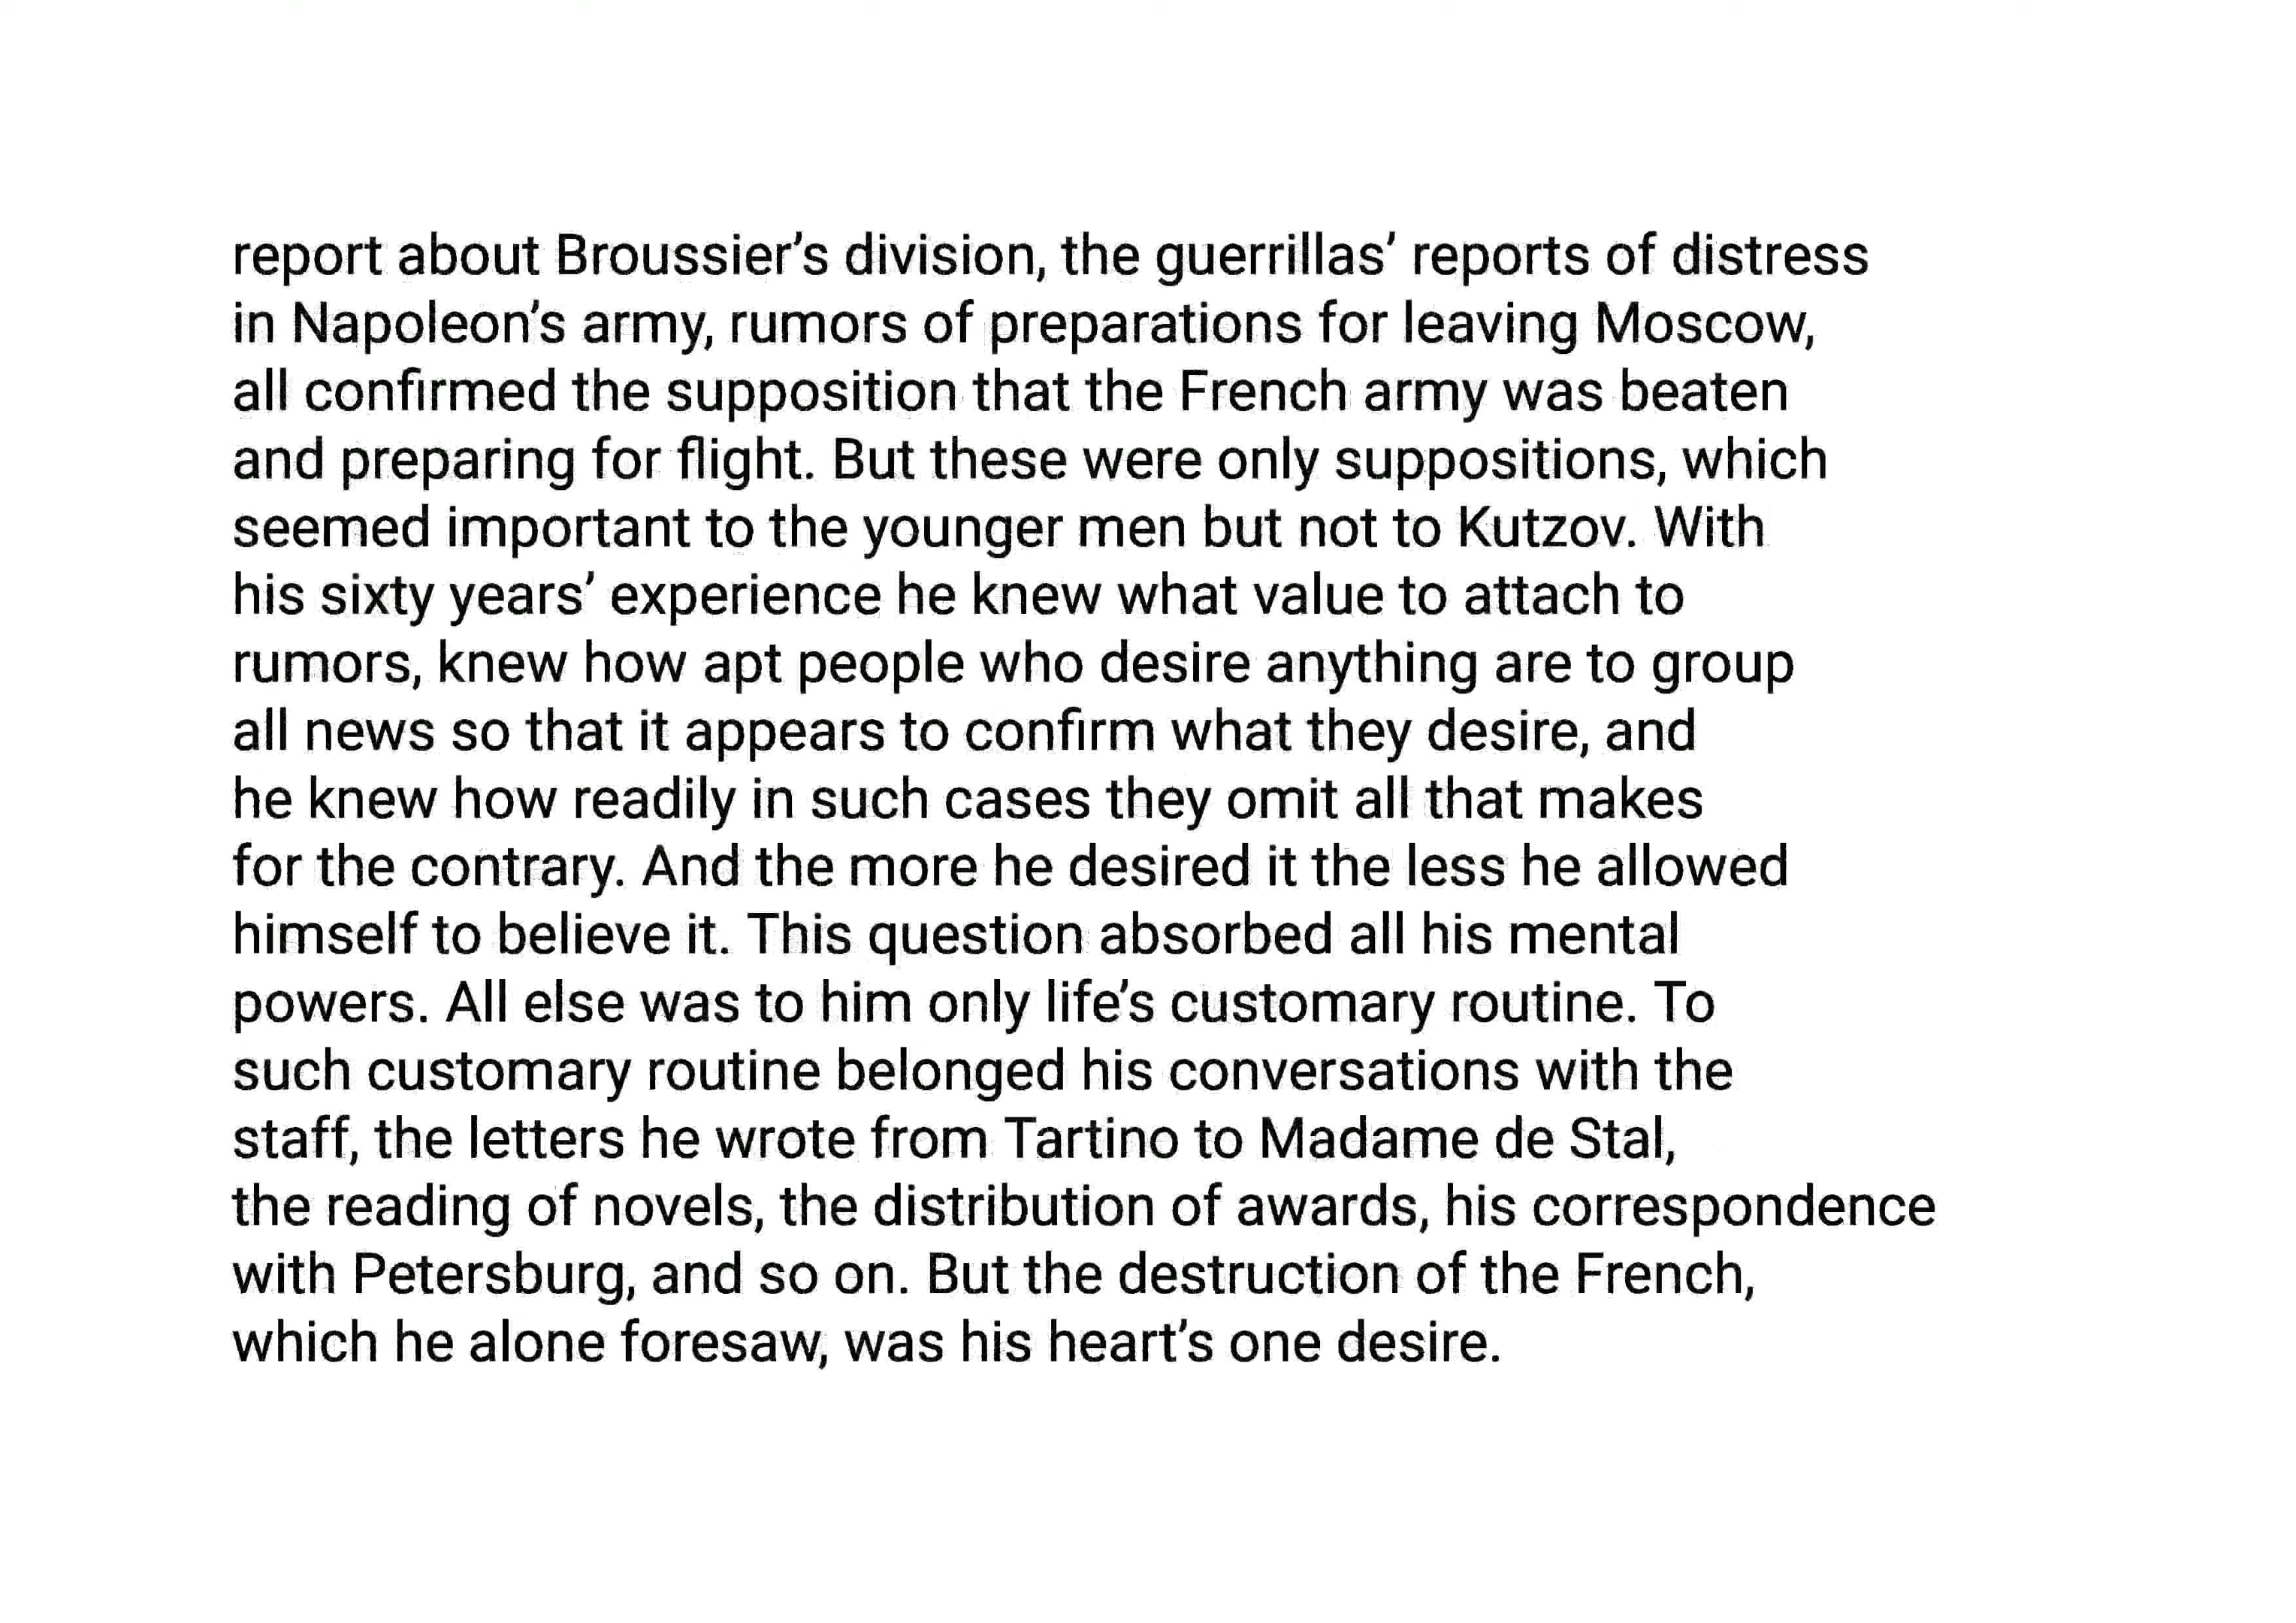 report about Broussier’s division, the guerrillas’ reports of distress
in Napoleon’s army, rumors of preparations for leaving Moscow,
all confirmed the supposition that the French army was beaten
and preparing for flight. But these were only suppositions, which
seemed important to the younger men but not to Kutzov. With
his sixty years’ experience he knew what value to attach to
rumors, knew how apt people who desire anything are to group
all news so that it appears to confirm what they desire, and
he knew how readily in such cases they omit all that makes
for the contrary. And the more he desired it the less he allowed
himself to believe it. This question absorbed all his mental
powers. All else was to him only life’s customary routine. To
such customary routine belonged his conversations with the
staff, the letters he wrote from Tartino to Madame de Stal,
the reading of novels, the distribution of awards, his correspondence
with Petersburg, and so on. But the destruction of the French,
which he alone foresaw, was his heart’s one desire.